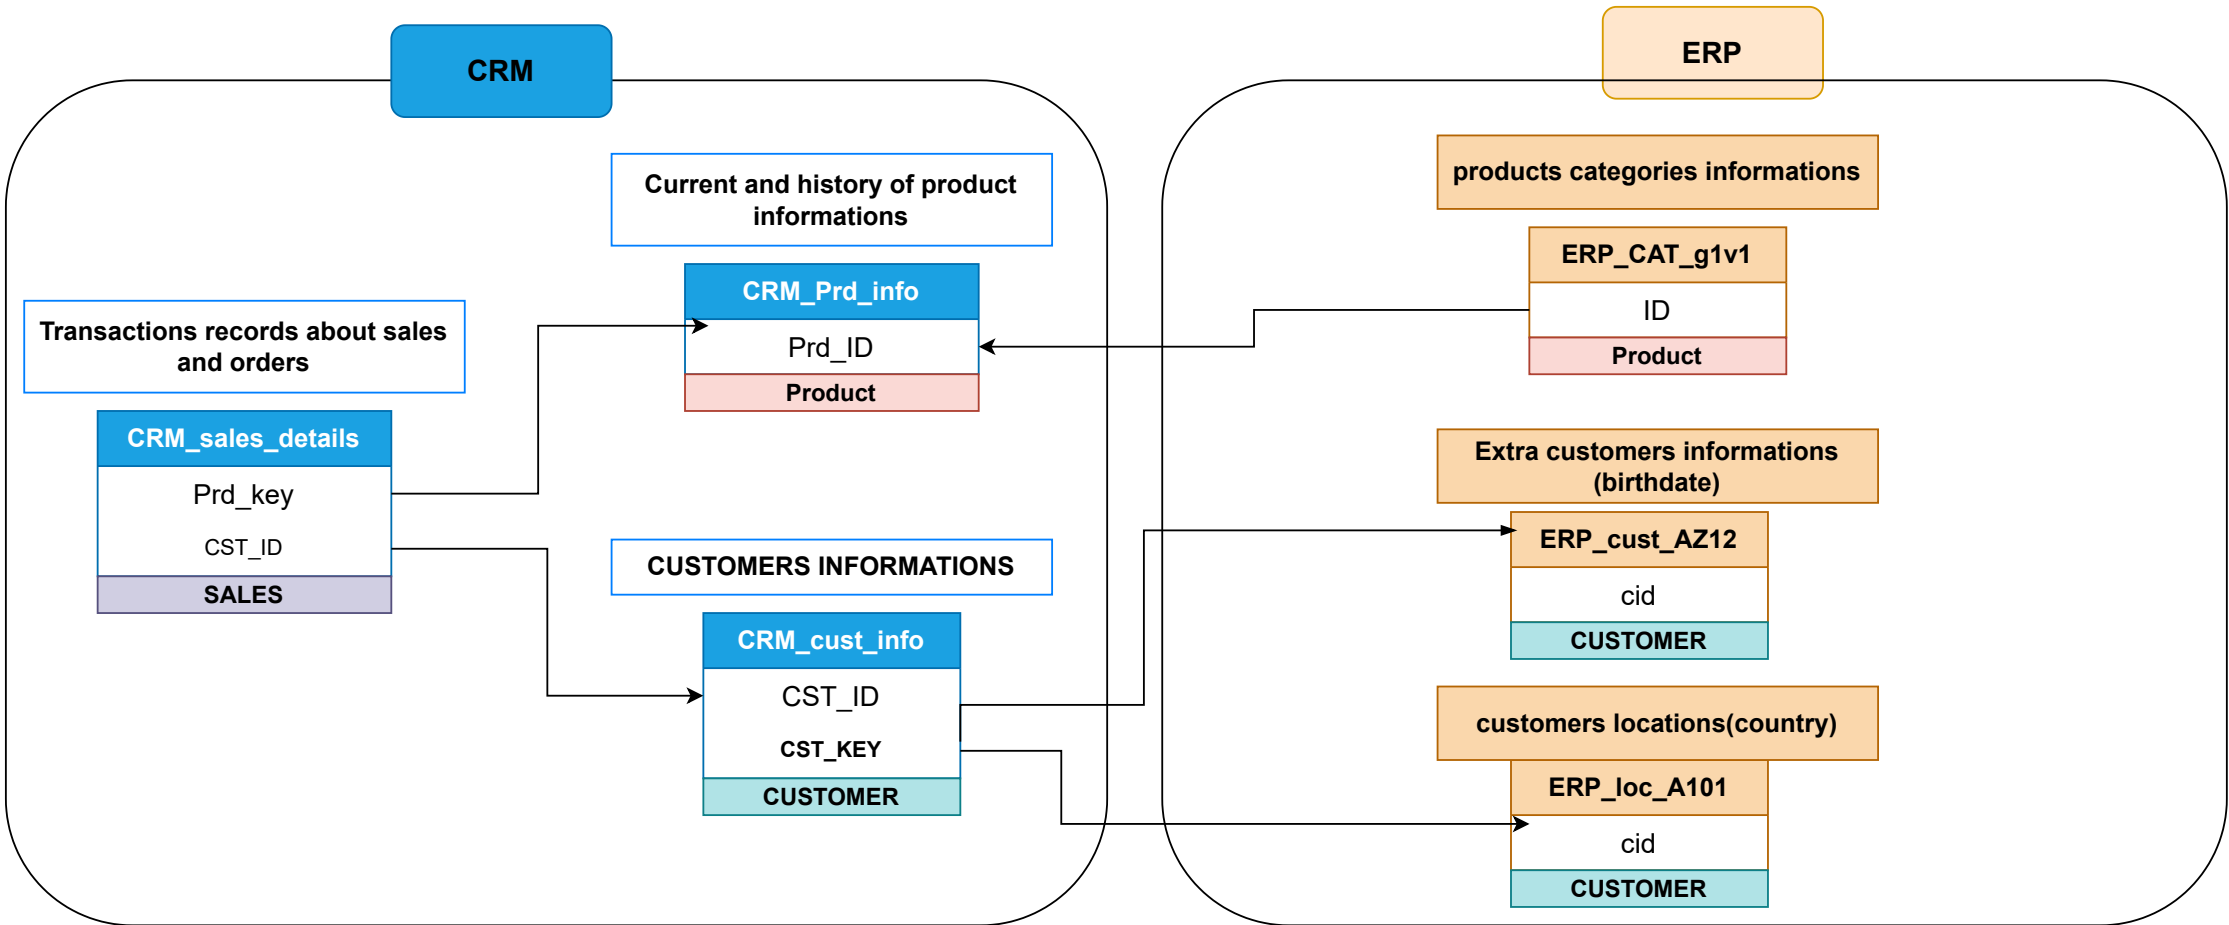 CRM
Current and history of product
informations
CRM_Prd_info
Prd_ID
Product
Transactions records about sales
and orders
CRM_sales_details
Prd_key
CST_ID
SALES
CUSTOMERS INFORMATIONS
CRM_cust_info
CST_ID
CST_KEY
CUSTOMER
ERP
products categories informations
ERP_CAT_g1v1
ID
Product
Extra customers informations
(birthdate)
ERP_cust_AZ12
cid
CUSTOMER
customers locations(country)
ERP_loc_A101
cid
CUSTOMER